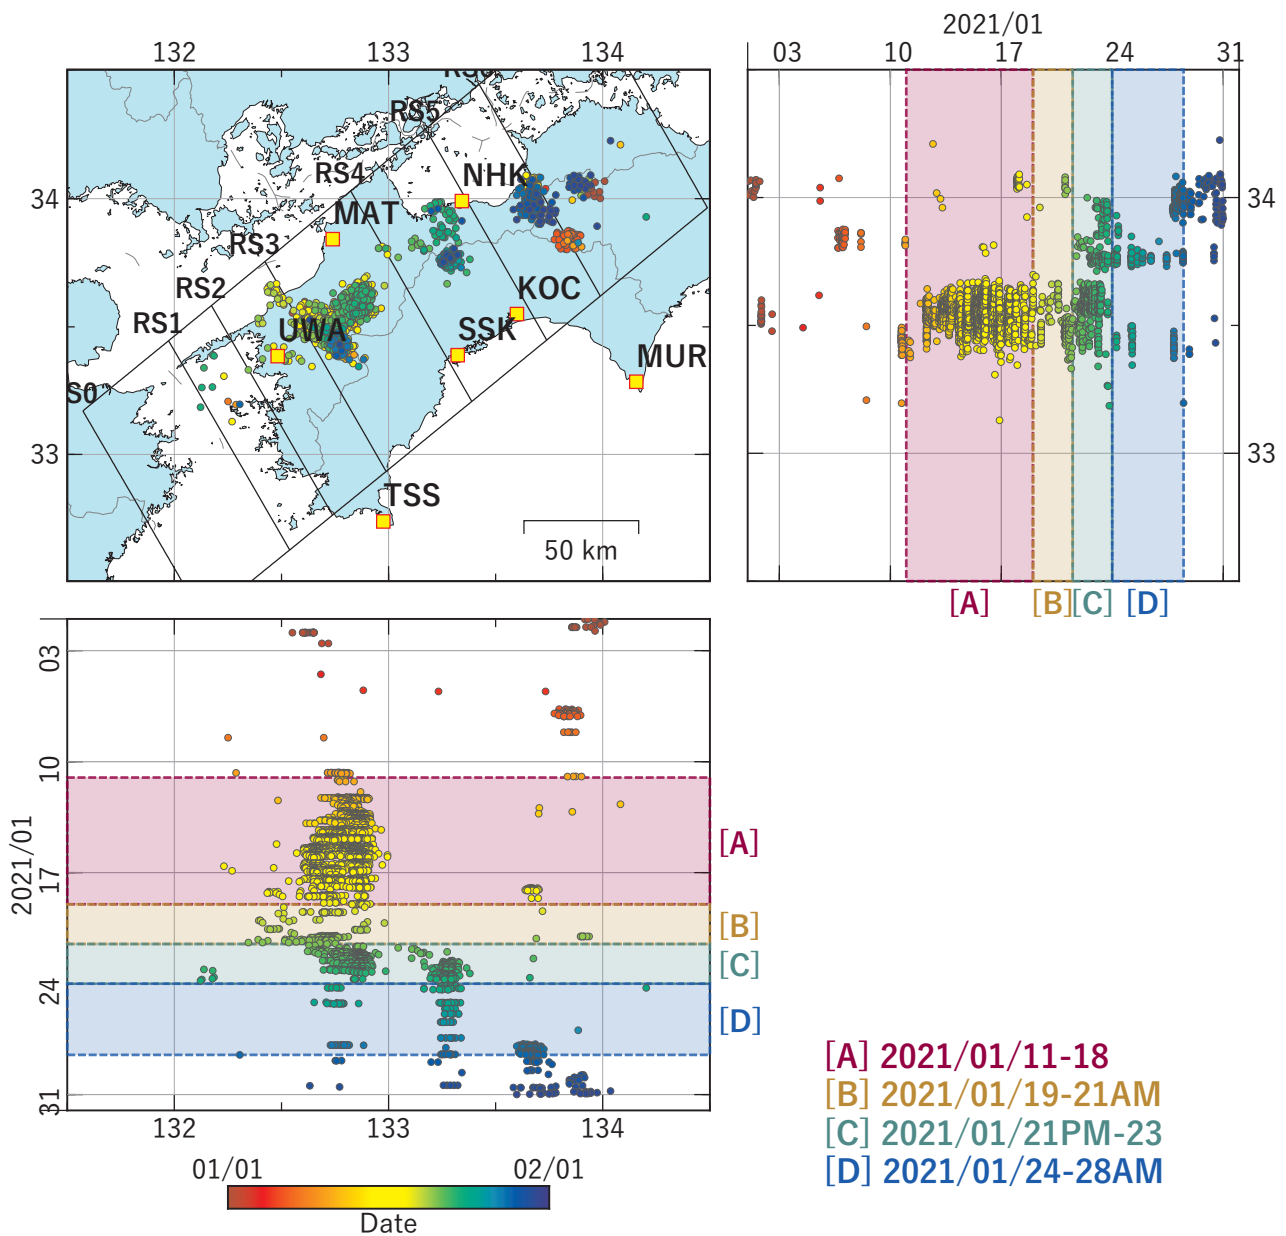 2021/01
132 133 134
03 10 17 24 31
RS5
RS4
NHK
34
MAT
34
RS3
RS2
KOC
RS1
UWA
SSK
MUR
S0
33
33
TSS
50 km
[A] [B] [C] [D]
03
10
17
24
31
2021/01
[A]
[B]
[C]
[D]
132 133 134
[A] 2021/01/11-18
[B] 2021/01/19-21AM
[C] 2021/01/21PM-23
[D] 2021/01/24-28AM
01/01 02/01
Date